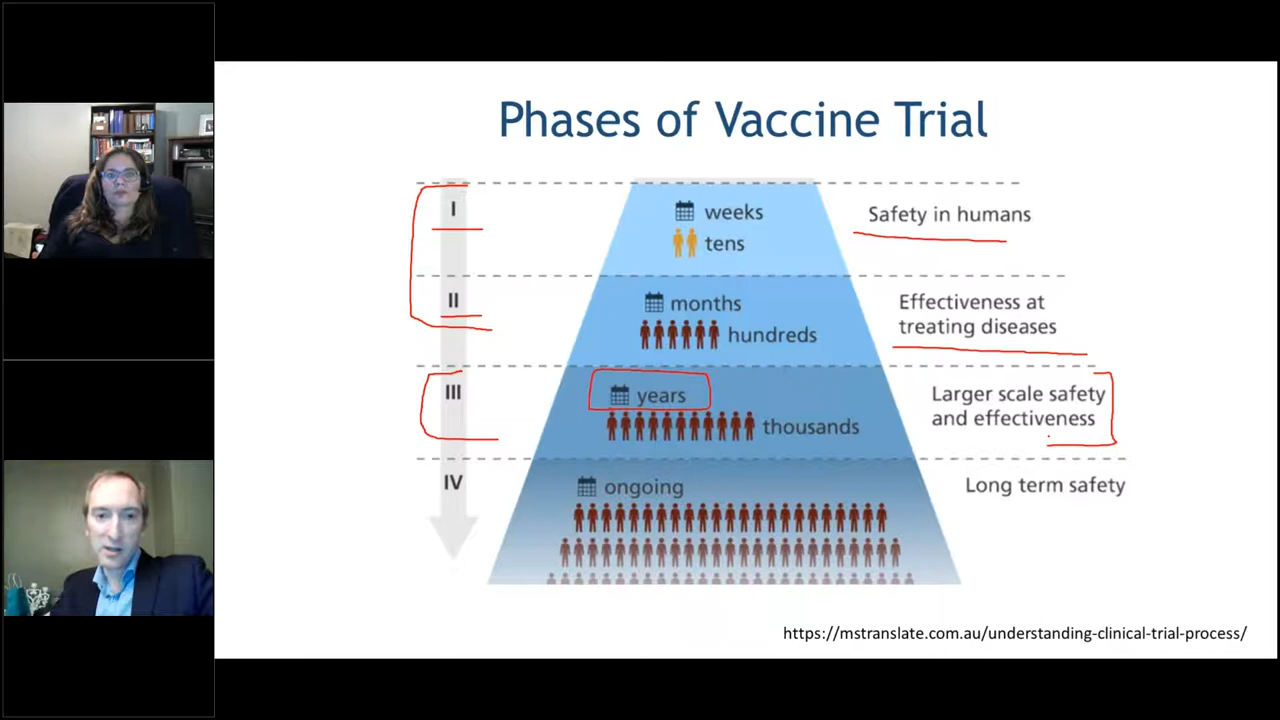 Phases of Vaccine Trial
I
weeks
tens
Safety in humans
II
months
hundreds
Effectiveness at
treating diseases
III
years
thousands
Larger scale safety
and effectiveness
IV
ongoing
Long term safety
https://mstranslate.com.au/understanding-clinical-trial-process/